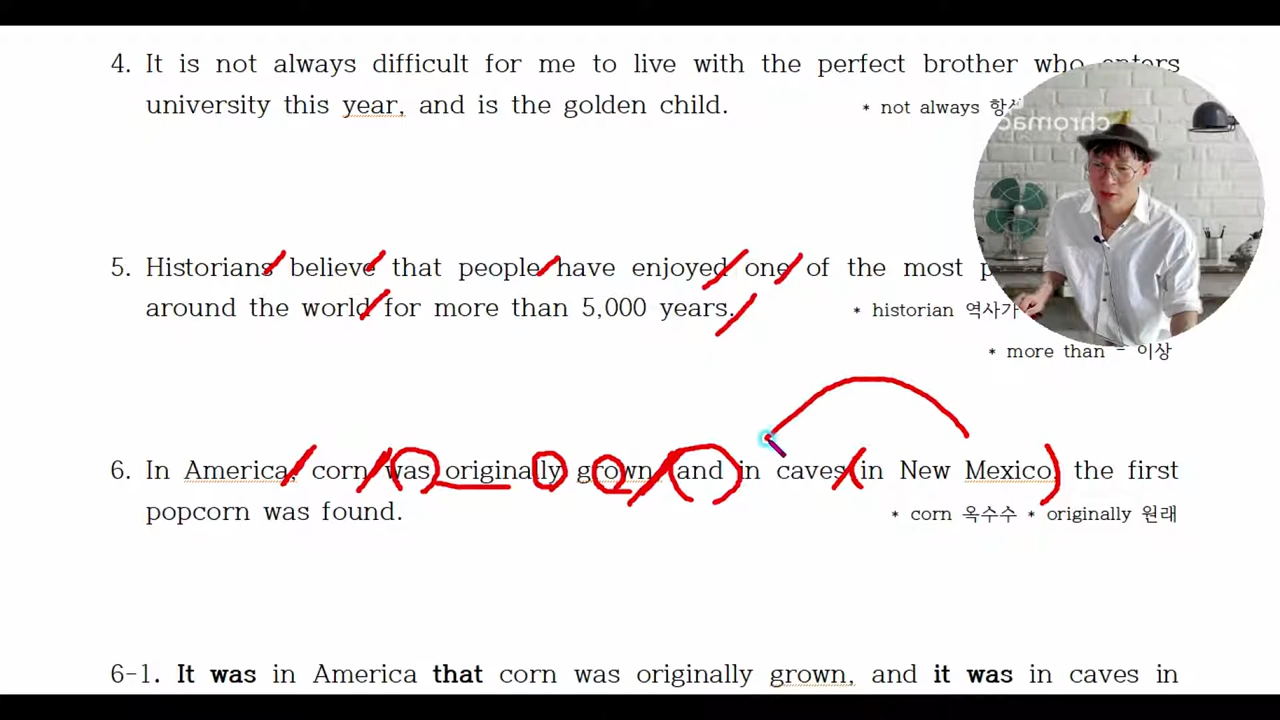 4. It is not always difficult for me to live with the perfect brother who enters
university this year, and is the golden child. * not always
chromac
5. Historians believe that people have enjoyed one of the most
around the world for more than 5,000 years. * historian 역사가
* more than - 이상
6. In America, corn was originally grown, and in caves in New Mexico, the first
popcorn was found. * corn 옥수수 * originally 원래
6-1. It was in America that corn was originally grown, and it was in caves in